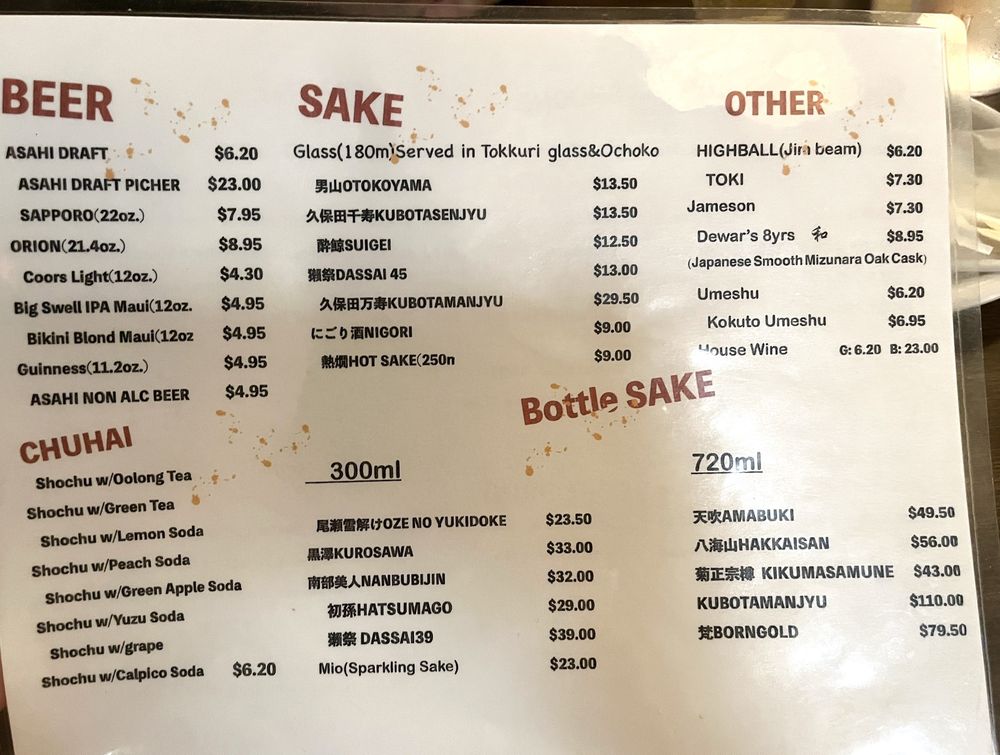 BEER
ASAHI DRAFT $6.20
ASAHI DRAFT PICHER $23.00
SAPPORO(22oz.) $7.95
ORION(21.4oz.) $8.95
Coors Light(12oz.) $4.30
Big Swell IPA Maui(12oz. $4.95
Bikini Blond Maui(12oz $4.95
Guinness(11.2oz.) $4.95
ASAHI NON ALC BEER $4.95
CHUHAI
Shochu w/Oolong Tea
Shochu w/Green Tea
Shochu w/Lemon Soda
Shochu w/Peach Soda
Shochu w/Green Apple Soda
Shochu w/Yuzu Soda
Shochu w/grape
Shochu w/Calpico Soda $6.20
SAKE
Glass(180m)Served in Tokkuri glass&Ochoko
男山OTOKOYAMA $13.50
久保田千寿KUBOTASENJYU $13.50
酔鯨SUIGEI $12.50
獺祭DASSAI 45 $13.00
久保田万寿KUBOTAMANJYU $29.50
にごり酒NIGORI $9.00
熱燗HOT SAKE(250n $9.00
OTHER
HIGHBALL(Jim beam) $6.20
TOKI $7.30
Jameson $7.30
Dewar's 8yrs 和 $8.95
(Japanese Smooth Mizunara Oak Cask)
Umeshu $6.20
Kokuto Umeshu $6.95
House Wine G: 6.20 B: 23.00
Bottle SAKE
300ml
尾瀬雪解けOZE NO YUKIDOKE $23.50
黒澤KUROSAWA $33.00
南部美人NANBUBIJIN $32.00
初孫HATSUMAGO $29.00
獺祭 DASSAI39 $39.00
Mio(Sparkling Sake) $23.00
720ml
天吹AMABUKI $49.50
八海山HAKKAISAN $56.00
菊正宗樽 KIKUMASAMUNE $43.00
KUBOTAMANJYU $110.00
梵BORNGOLD $79.50